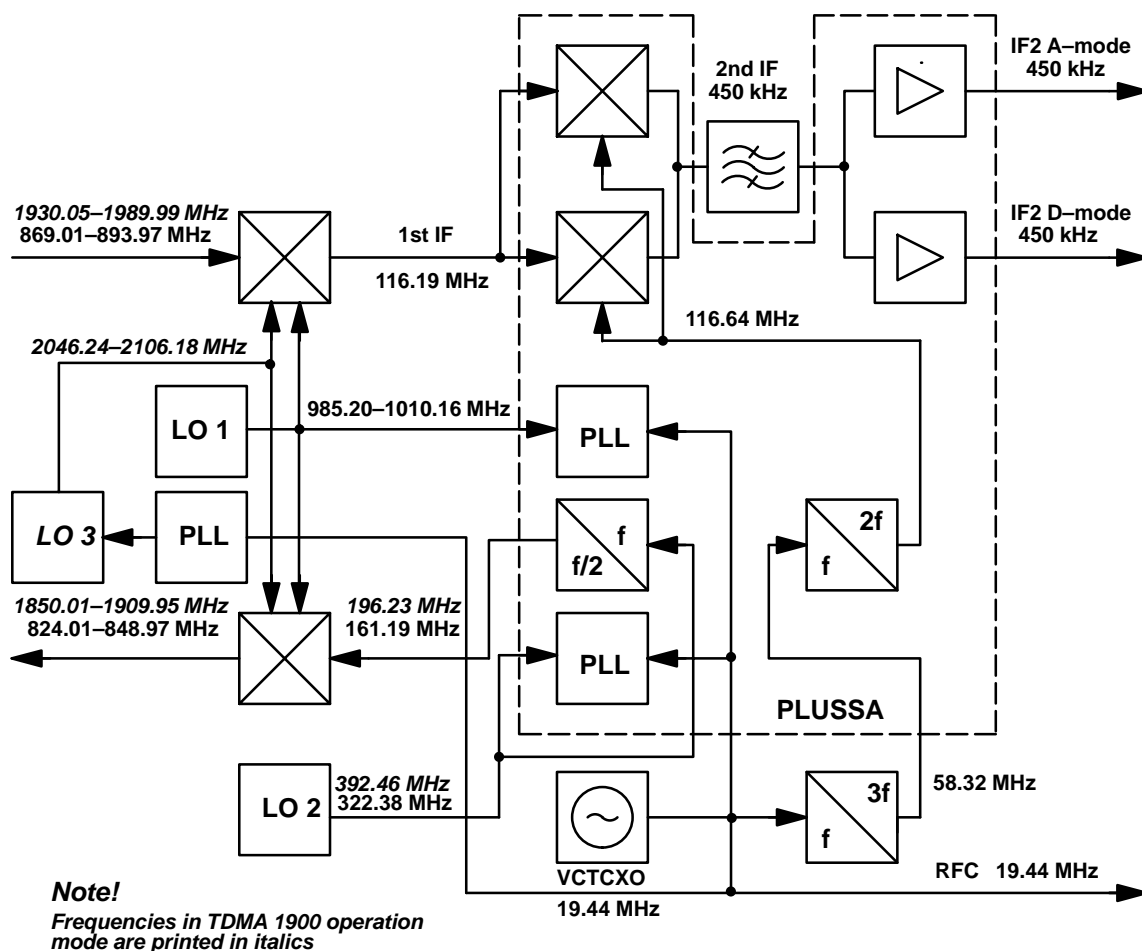 IF2 A–mode
450 kHz
2nd IF
450 kHz
1930.05–1989.99 MHz
869.01–893.97 MHz
1st IF
116.19 MHz
IF2 D–mode
450 kHz
116.64 MHz
2046.24–2106.18 MHz
985.20–1010.16 MHz
LO 1
PLL
LO 3
PLL
f
f/2
2f
f
1850.01–1909.95 MHz
824.01–848.97 MHz
196.23 MHz
161.19 MHz
PLL
PLUSSA
392.46 MHz
322.38 MHz
LO 2
3f
f
58.32 MHz
VCTCXO
19.44 MHz
RFC 19.44 MHz
Note!
Frequencies in TDMA 1900 operation
mode are printed in italics